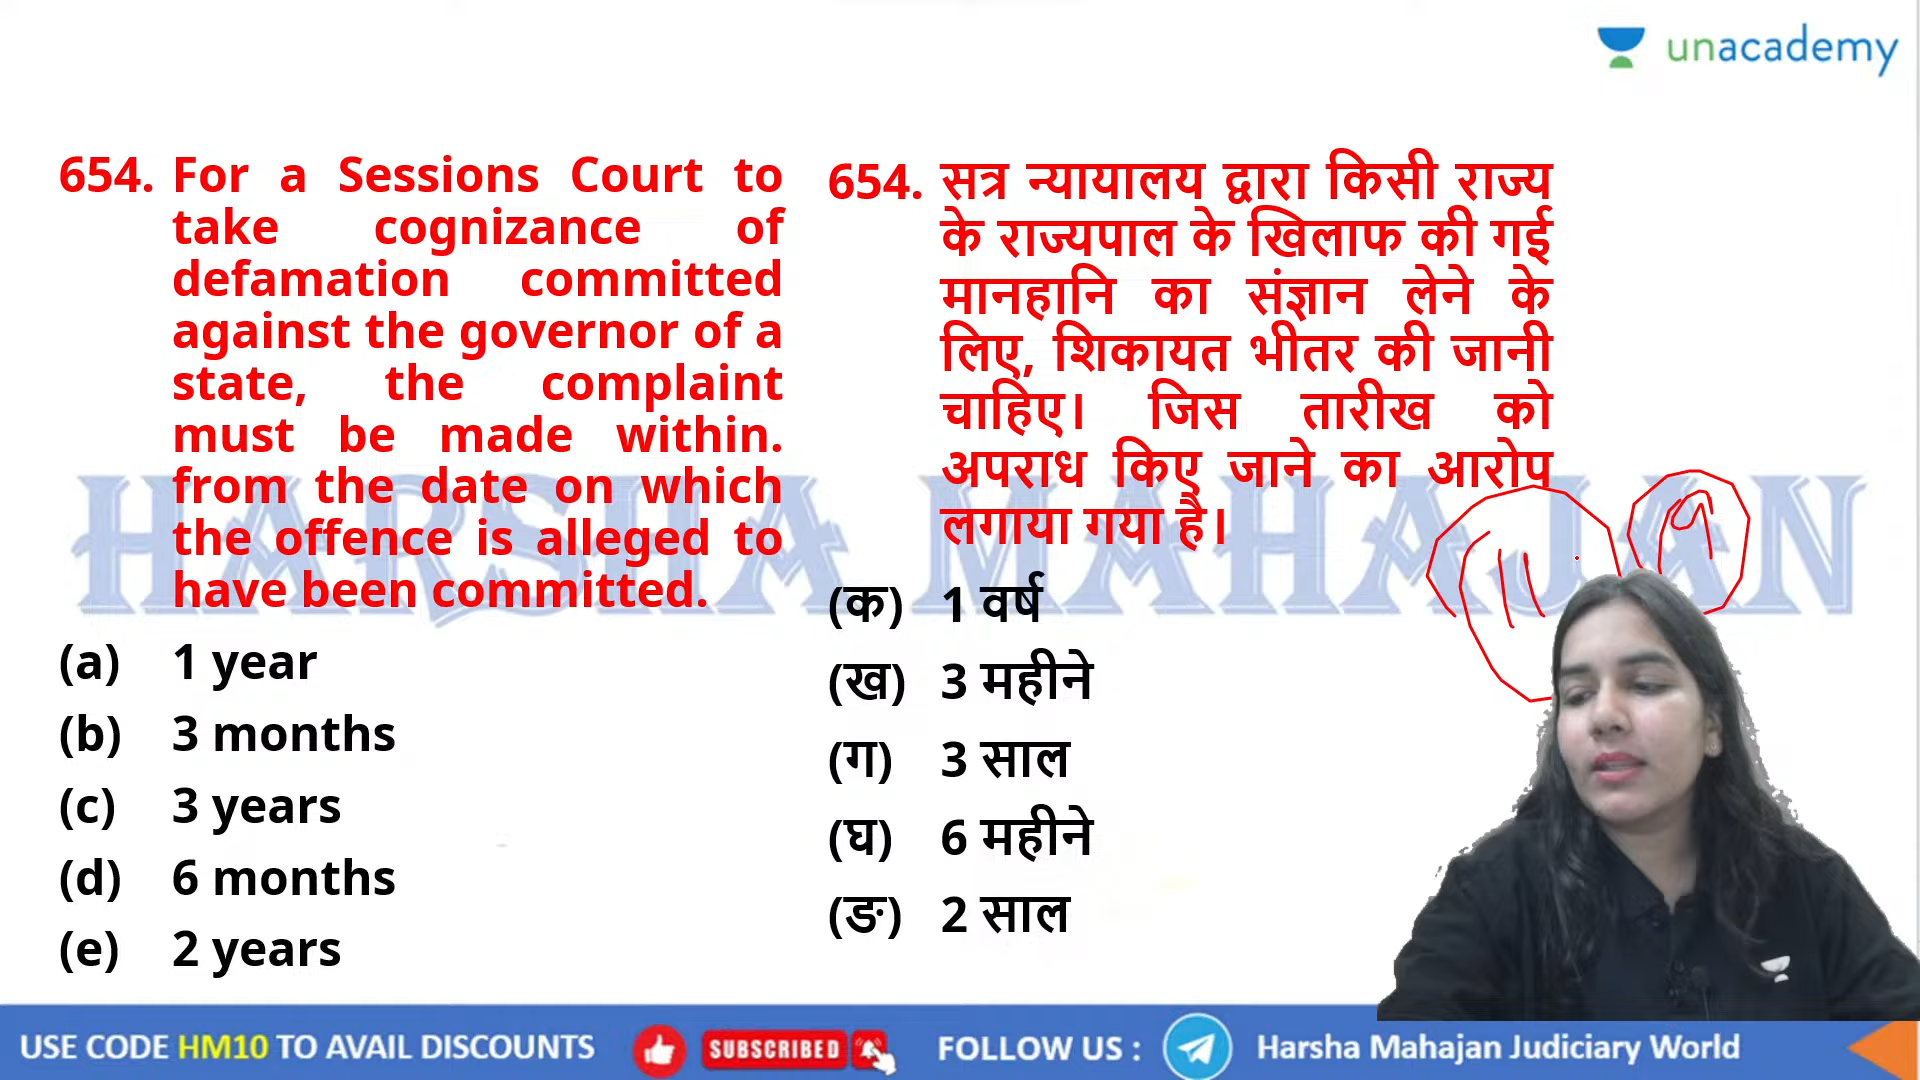 unacademy
654. For a Sessions Court to
take cognizance of
defamation committed
against the governor of a
state, the complaint
must be made within.
from the date on which
the offence is alleged to
have been committed.
(a) 1 year
(b) 3 months
(c) 3 years
(d) 6 months
(e) 2 years
654. सत्र न्यायालय द्वारा किसी राज्य
के राज्यपाल के खिलाफ की गई
मानहानि का संज्ञान लेने के
लिए, शिकायत भीतर की जानी
चाहिए। जिस तारीख को
अपराध किए जाने का आरोप
लगाया गया है।
(क) 1 वर्ष
(ख) 3 महीने
(ग) 3 साल
(घ) 6 महीने
(ङ) 2 साल
HARSHA MAHAJAN
USE CODE HM10 TO AVAIL DISCOUNTS
SUBSCRIBED
FOLLOW US :
Harsha Mahajan Judiciary World